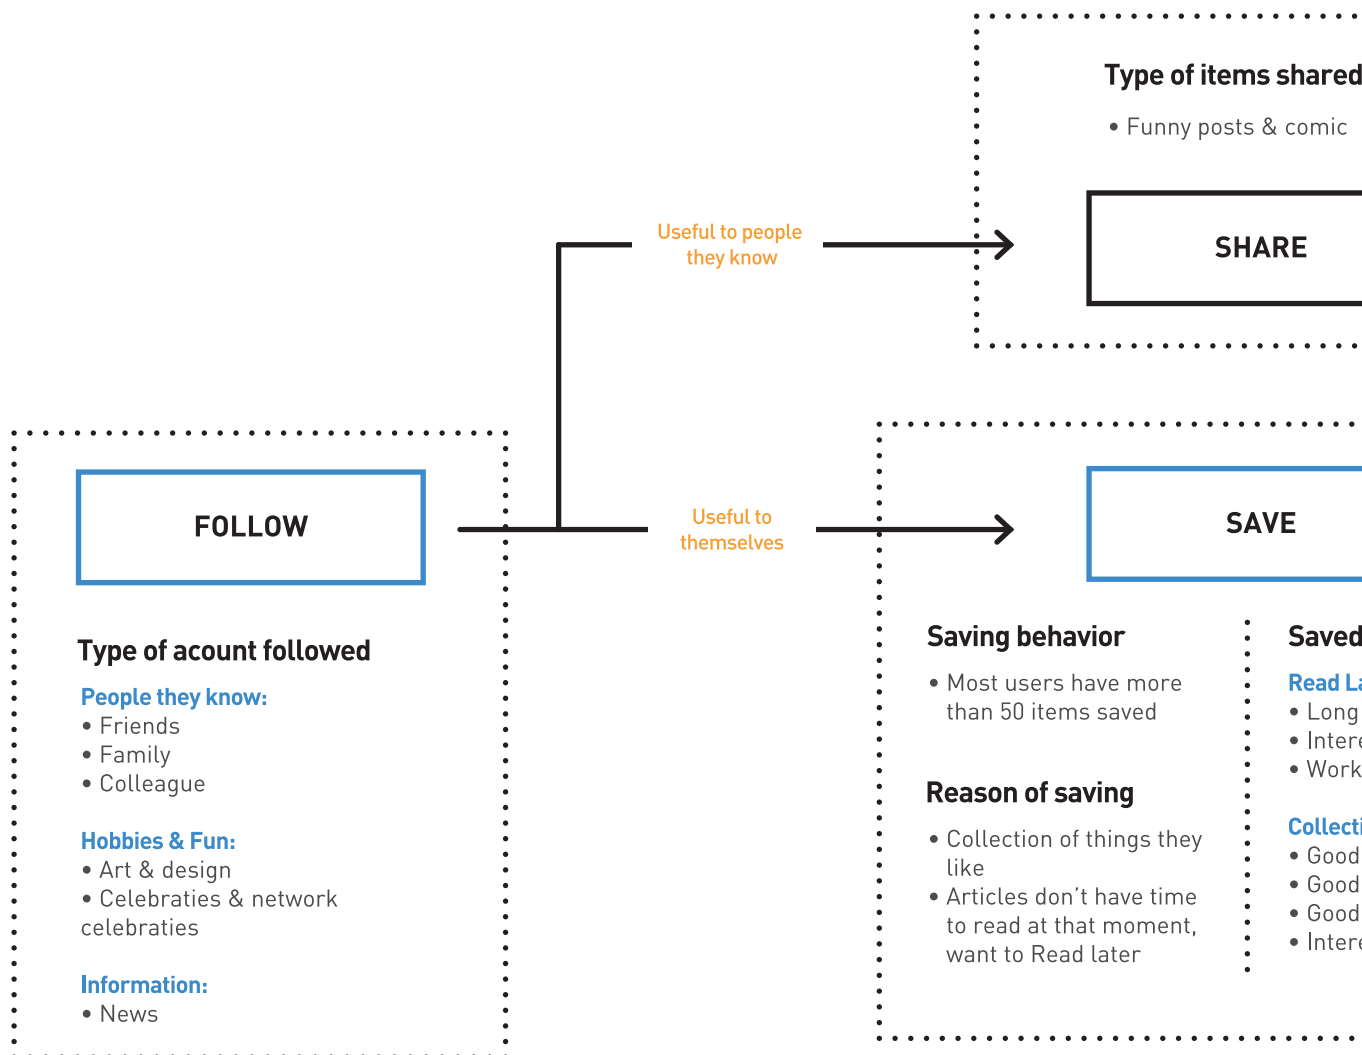 Type of items shared
• Funny posts & comic
SHARE
Useful to people
they know
FOLLOW
Useful to
themselves
SAVE
Type of acount followed
People they know:
• Friends
• Family
• Colleague
Hobbies & Fun:
• Art & design
• Celebraties & network
celebraties
Information:
• News
Saving behavior
• Most users have more
than 50 items saved
Reason of saving
• Collection of things they
like
• Articles don't have time
to read at that moment,
want to Read later
Saved
Read
• Long
•
• Work
• Good
• Good
• Good